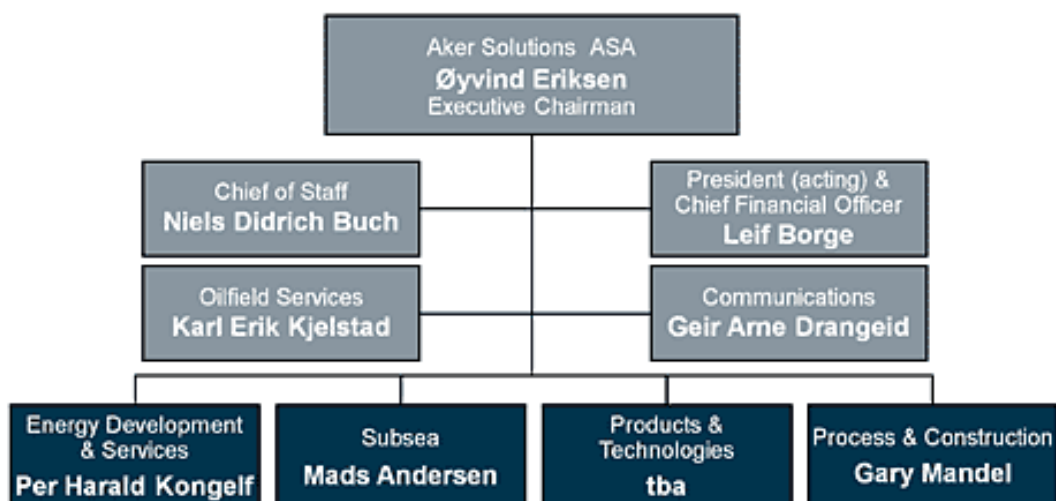 Aker Solutions ASA
Øyvind Eriksen
Executive Chairman
Chief of Staff
Niels Didrich Buch
President (acting) &
Chief Financial Officer
Leif Borge
Oilfield Services
Karl Erik Kjelstad
Communications
Geir Arne Drangeid
Energy Development
& Services
Per Harald Kongelf
Subsea
Mads Andersen
Products &
Technologies
tba
Process & Construction
Gary Mandel